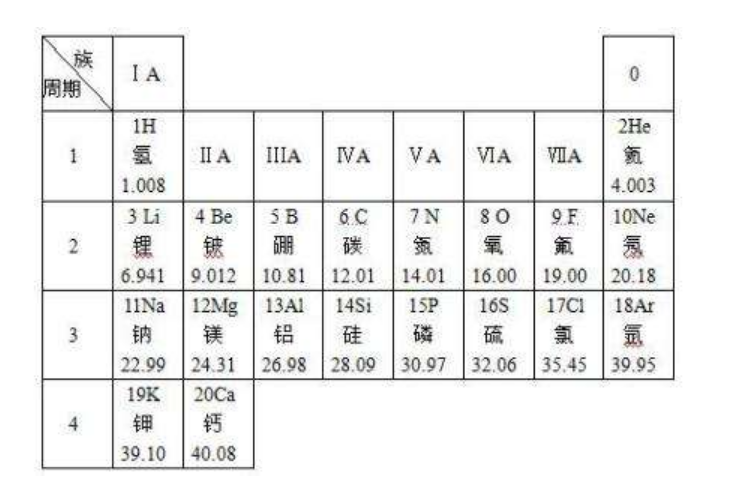 族
周期 ⅠA 0
1H 2He
1 氢 ⅡA ⅢA ⅣA ⅤA ⅥA ⅦA 氦
1.008 4.003
3 Li 4 Be 5 B 6 C 7 N 8 O 9 F 10Ne
2 锂 铍 硼 碳 氮 氧 氟 氖
6.941 9.012 10.81 12.01 14.01 16.00 19.00 20.18
11Na 12Mg 13Al 14Si 15P 16S 17Cl 18Ar
3 钠 镁 铝 硅 磷 硫 氯 氩
22.99 24.31 26.98 28.09 30.97 32.06 35.45 39.95
19K 20Ca
4 钾 钙
39.10 40.08